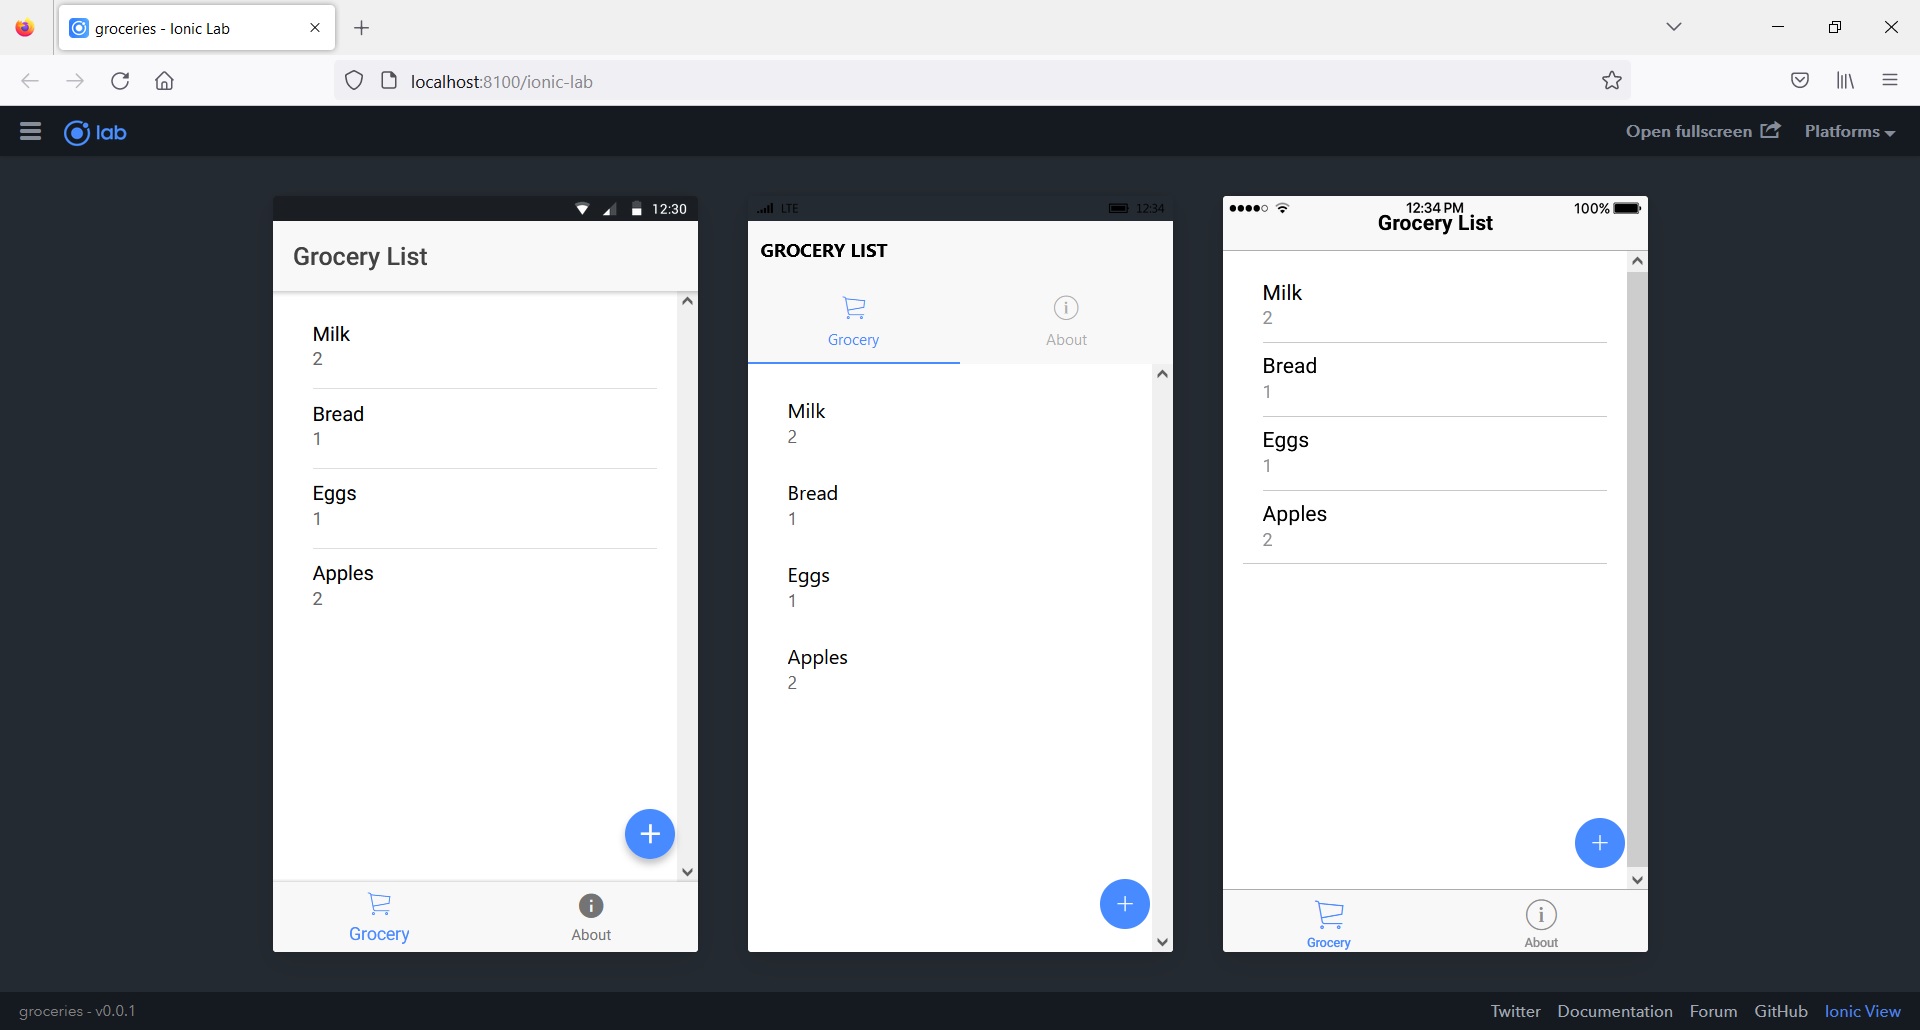 groceries - Ionic Lab
localhost:8100/ionic-lab
lab
Open fullscreen
Platforms
12:30
Grocery List
Milk
2
Bread
1
Eggs
1
Apples
2
Grocery
About
LTE
12:34
GROCERY LIST
Grocery
About
Milk
2
Bread
1
Eggs
1
Apples
2
12:34 PM
100%
Grocery List
Milk
2
Bread
1
Eggs
1
Apples
2
Grocery
About
groceries - v0.0.1
Twitter Documentation Forum GitHub Ionic View